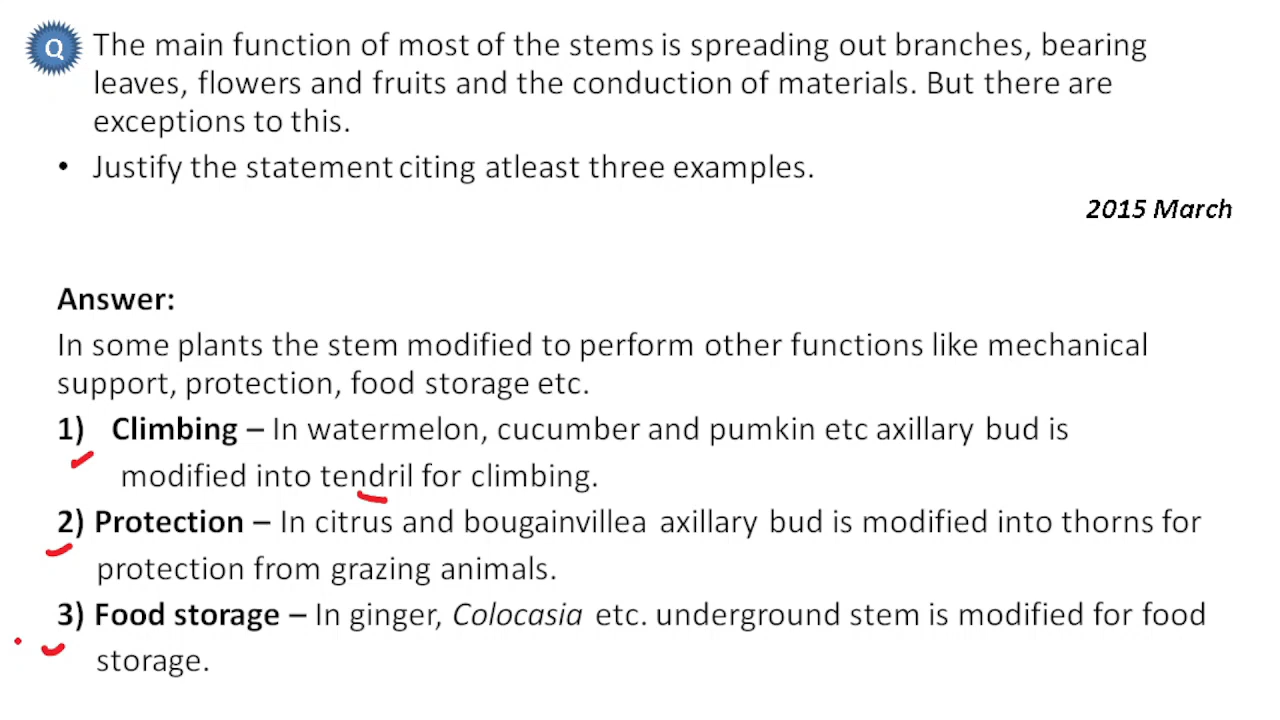 Q The main function of most of the stems is spreading out branches, bearing
leaves, flowers and fruits and the conduction of materials. But there are
exceptions to this.
• Justify the statement citing atleast three examples.
2015 March
Answer:
In some plants the stem modified to perform other functions like mechanical
support, protection, food storage etc.
1) Climbing – In watermelon, cucumber and pumkin etc axillary bud is
modified into tendril for climbing.
2) Protection – In citrus and bougainvillea axillary bud is modified into thorns for
protection from grazing animals.
3) Food storage – In ginger, Colocasia etc. underground stem is modified for food
storage.